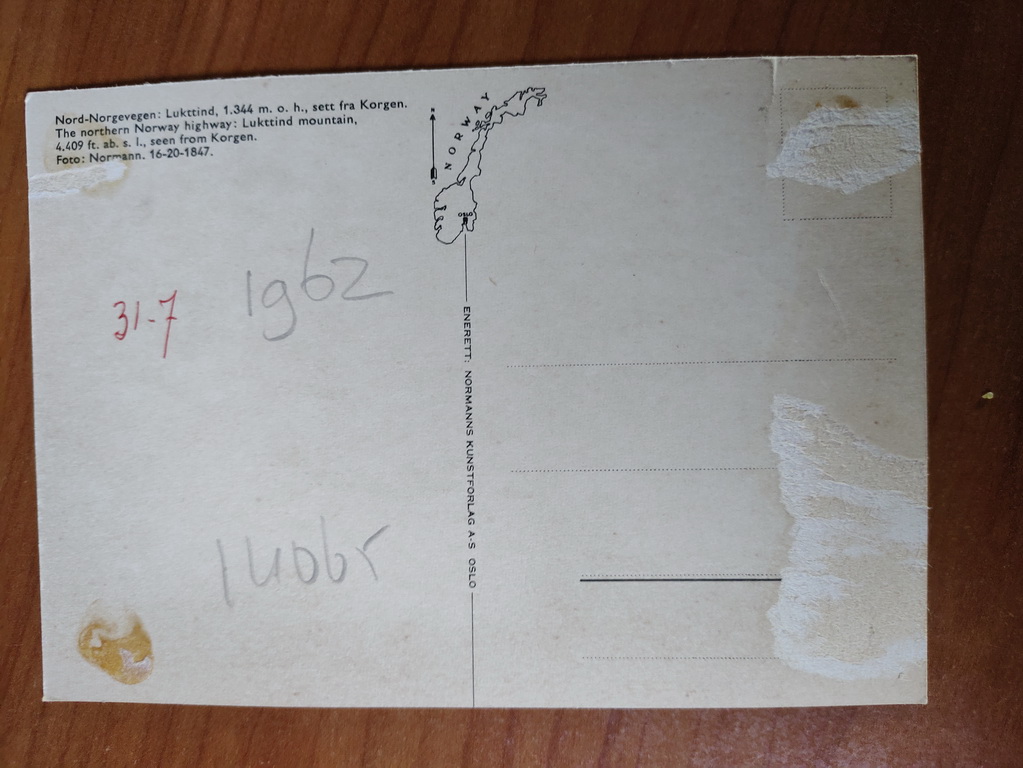 Nord-Norgevegen: Lukttind, 1.344 m. o. h., sett fra Korgen.
The northern Norway highway: Lukttind mountain,
4.409 ft. ab. s. l., seen from Korgen.
Foto: Normann. 16-20-1847.
NORWAY
31-7
1962
ENERETT: NORMANNS KUNSTFORLAG A·S OSLO